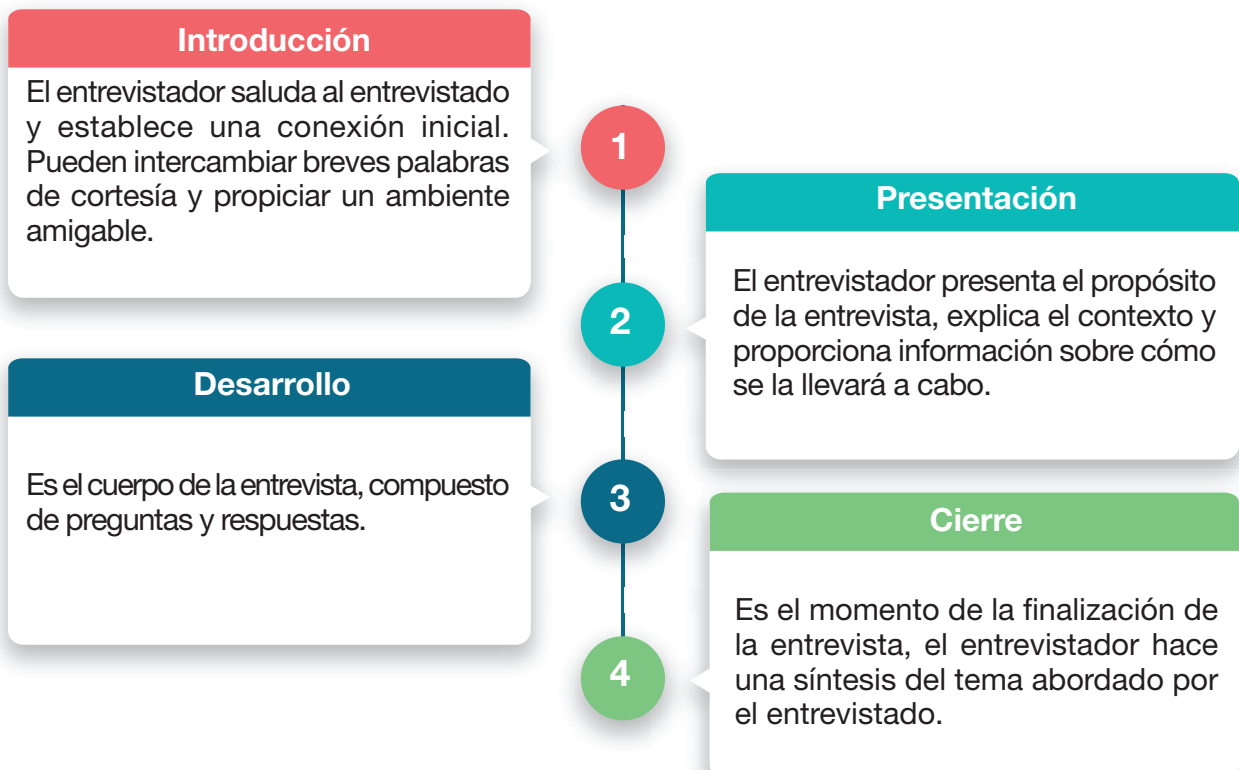 Introducción
El entrevistador saluda al entrevistado
y establece una conexión inicial.
Pueden intercambiar breves palabras
de cortesía y propiciar un ambiente
amigable.
1
Presentación
El entrevistador presenta el propósito
de la entrevista, explica el contexto y
proporciona información sobre cómo
se la llevará a cabo.
2
Desarrollo
Es el cuerpo de la entrevista, compuesto
de preguntas y respuestas.
3
Cierre
Es el momento de la finalización de
la entrevista, el entrevistador hace
una síntesis del tema abordado por
el entrevistado.
4